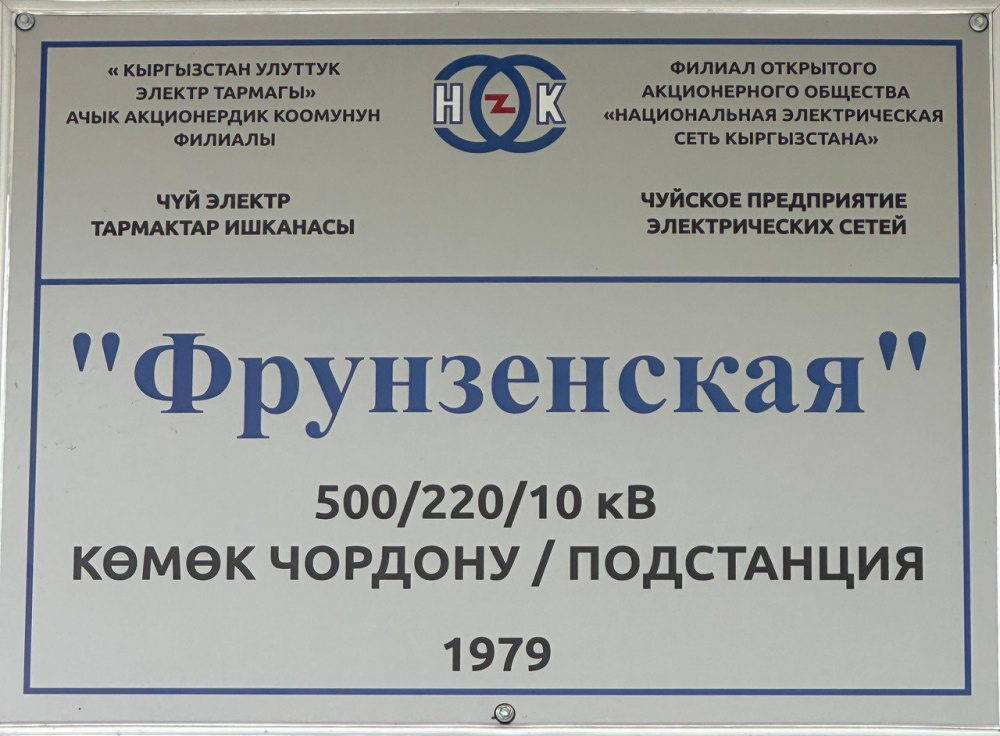 « КЫРГЫЗСТАН УЛУТТУК
ЭЛЕКТР ТАРМАГЫ»
АЧЫК АКЦИОНЕРДИК КООМУНУН
ФИЛИАЛЫ
ЧҮЙ ЭЛЕКТР
ТАРМАКТАР ИШКАНАСЫ
Н К
ФИЛИАЛ ОТКРЫТОГО
АКЦИОНЕРНОГО ОБЩЕСТВА
«НАЦИОНАЛЬНАЯ ЭЛЕКТРИЧЕСКАЯ
СЕТЬ КЫРГЫЗСТАНА»
ЧУЙСКОЕ ПРЕДПРИЯТИЕ
ЭЛЕКТРИЧЕСКИХ СЕТЕЙ
"Фрунзенская"
500/220/10 кВ
КӨМӨК ЧОРДОНУ / ПОДСТАНЦИЯ
1979